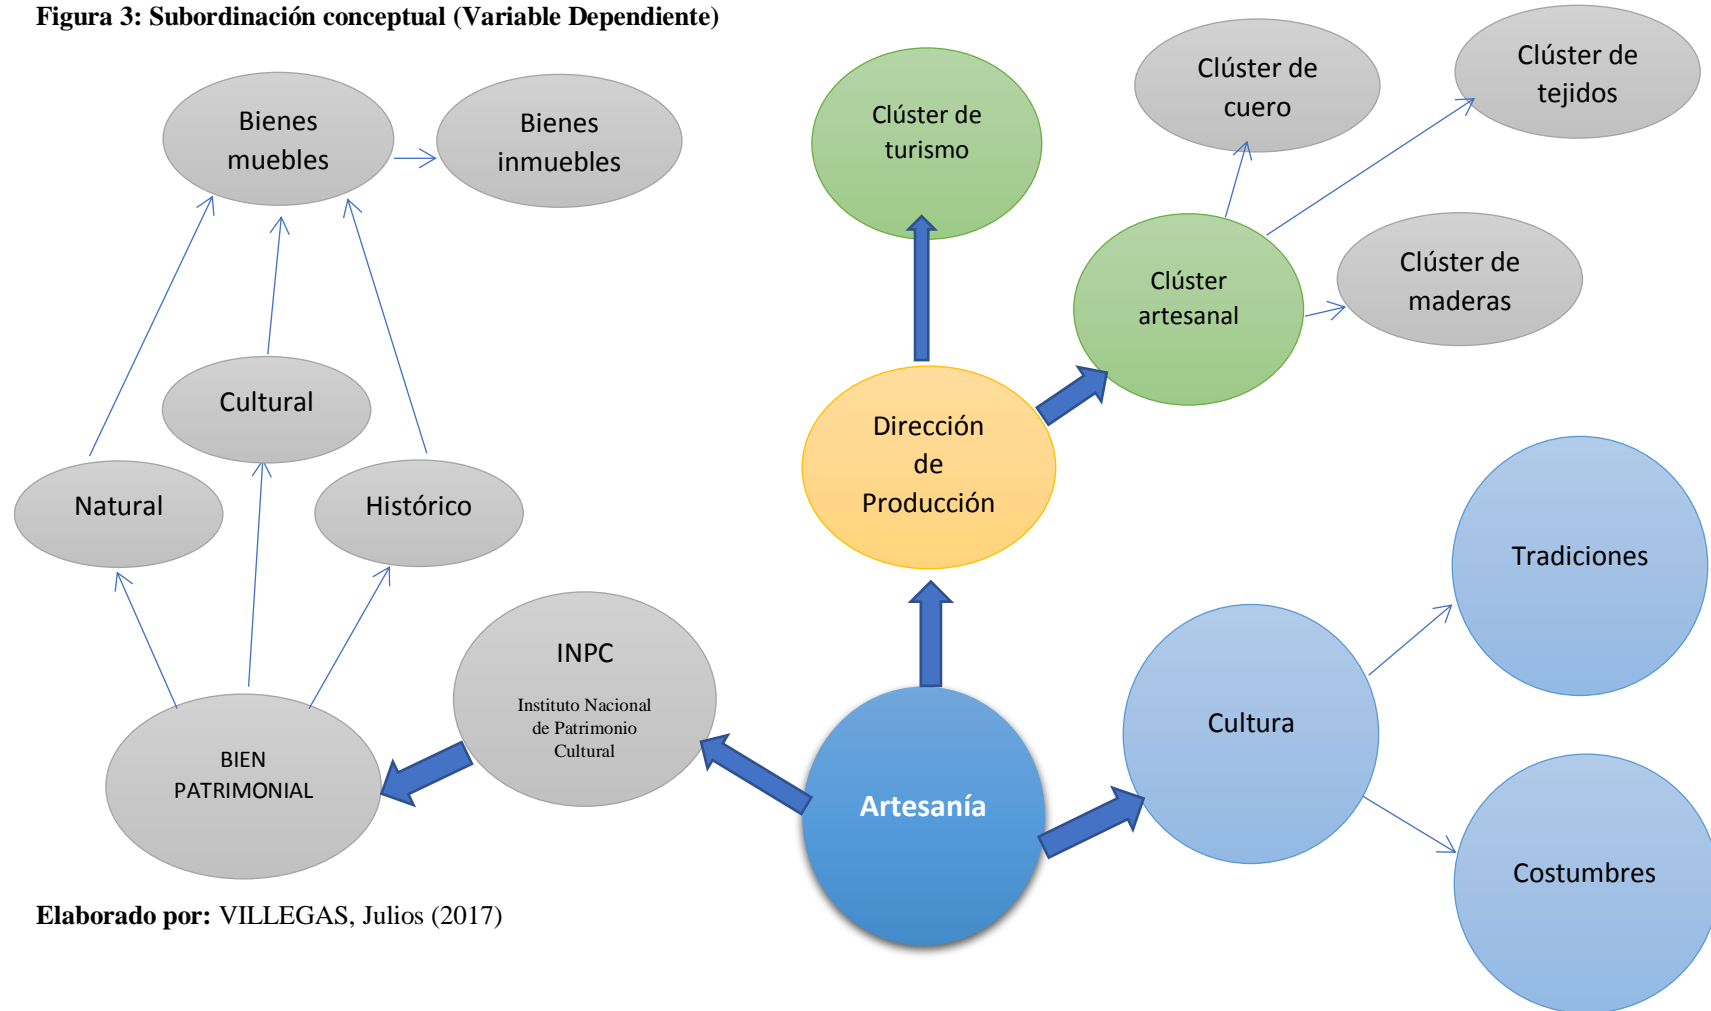 Figura 3: Subordinación conceptual (Variable Dependiente)
Bienes
muebles
Bienes
inmuebles
Clúster de
turismo
Clúster de
cuero
Clúster de
tejidos
Clúster
artesanal
Clúster de
maderas
Cultural
Natural
Histórico
Dirección
de
Producción
Tradiciones
INPC
Instituto Nacional
de Patrimonio
Cultural
BIEN
PATRIMONIAL
Artesanía
Cultura
Costumbres
Elaborado por: VILLEGAS, Julios (2017)